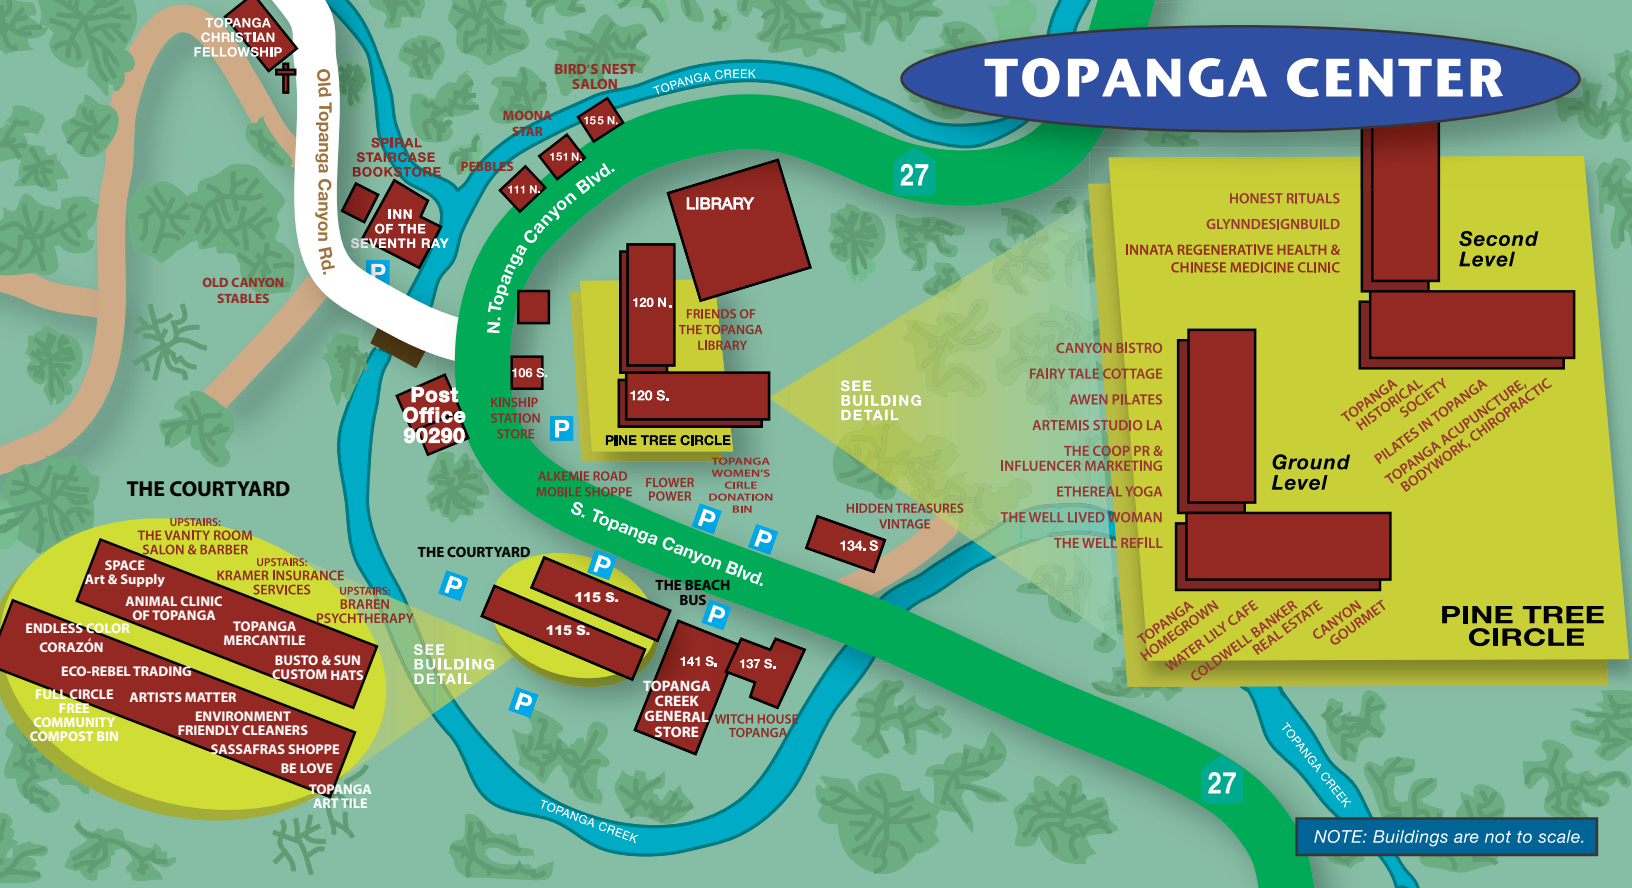 TOPANGA
CHRISTIAN
FELLOWSHIP
Old Topanga Canyon Rd.
SPIRAL
STAIRCASE
BOOKSTORE
INN
OF THE
SEVENTH RAY
P
OLD CANYON
STABLES
BIRD'S NEST
SALON
MOONA
STAR
PEBBLES
155 N.
151 N.
111 N.
TOPANGA CREEK
N. Topanga Canyon Blvd.
27
TOPANGA CENTER
LIBRARY
120 N.
FRIENDS OF
THE TOPANGA
LIBRARY
120 S.
PINE TREE CIRCLE
106 S.
KINSHIP
STATION
STORE
P
Post
Office
90290
SEE
BUILDING
DETAIL
ALKEMIE ROAD
MOBILE SHOPPE
FLOWER
POWER
TOPANGA
WOMEN'S
CIRLE
DONATION
BIN
P
P
S. Topanga Canyon Blvd.
HIDDEN TREASURES
VINTAGE
134. S
THE COURTYARD
P
P
115 S.
115 S.
THE BEACH
BUS
P
141 S.
137 S.
TOPANGA
CREEK
GENERAL
STORE
WITCH HOUSE
TOPANGA
P
SEE
BUILDING
DETAIL
TOPANGA CREEK
THE COURTYARD
UPSTAIRS:
THE VANITY ROOM
SALON & BARBER
UPSTAIRS:
KRAMER INSURANCE
SERVICES
UPSTAIRS:
BRAREN
PSYCHTHERAPY
SPACE
Art & Supply
ANIMAL CLINIC
OF TOPANGA
TOPANGA
MERCANTILE
BUSTO & SUN
CUSTOM HATS
ENDLESS COLOR
CORAZÓN
ECO-REBEL TRADING
FULL CIRCLE
FREE
COMMUNITY
COMPOST BIN
ARTISTS MATTER
ENVIRONMENT
FRIENDLY CLEANERS
SASSAFRAS SHOPPE
BE LOVE
TOPANGA
ART TILE
HONEST RITUALS
GLYNNDESIGNBUILD
INNATA REGENERATIVE HEALTH &
CHINESE MEDICINE CLINIC
Second
Level
TOPANGA
HISTORICAL
SOCIETY
PILATES IN TOPANGA
TOPANGA ACUPUNCTURE,
BODYWORK, CHIROPRACTIC
CANYON BISTRO
FAIRY TALE COTTAGE
AWEN PILATES
ARTEMIS STUDIO LA
THE COOP PR &
INFLUENCER MARKETING
ETHEREAL YOGA
THE WELL LIVED WOMAN
THE WELL REFILL
Ground
Level
TOPANGA
HOMEGROWN
WATER LILY CAFE
COLDWELL BANKER
REAL ESTATE
CANYON
GOURMET
PINE TREE
CIRCLE
27
TOPANGA CREEK
NOTE: Buildings are not to scale.